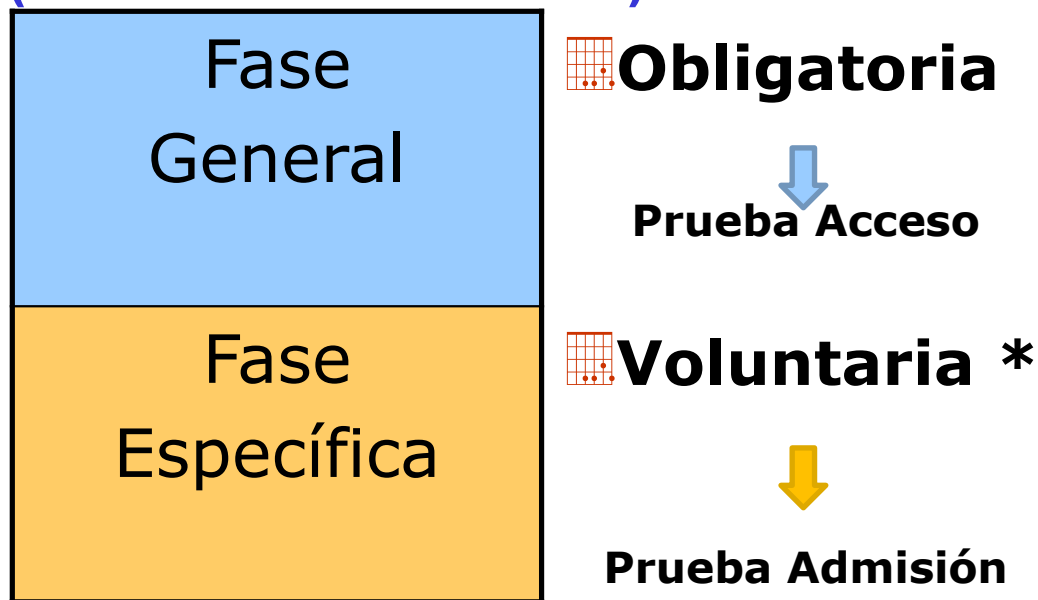 Fase
General
Obligatoria
Prueba Acceso
Fase
Específica
Voluntaria *
Prueba Admisión